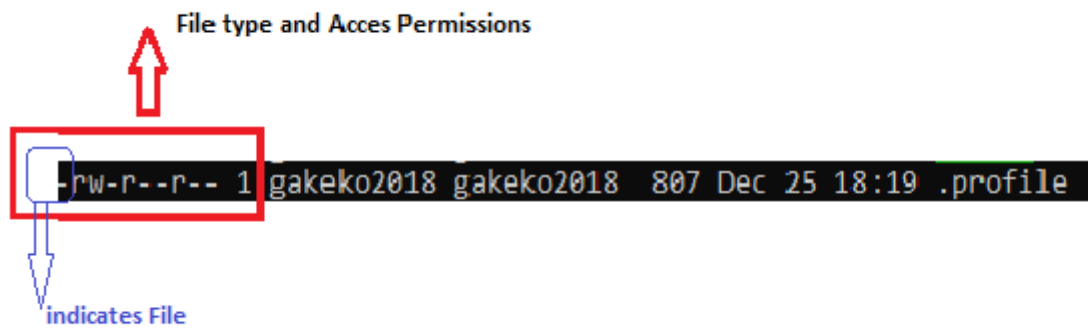 File type and Acces Permissions
-rw-r--r-- 1 gakeko2018 gakeko2018 807 Dec 25 18:19 .profile
indicates File